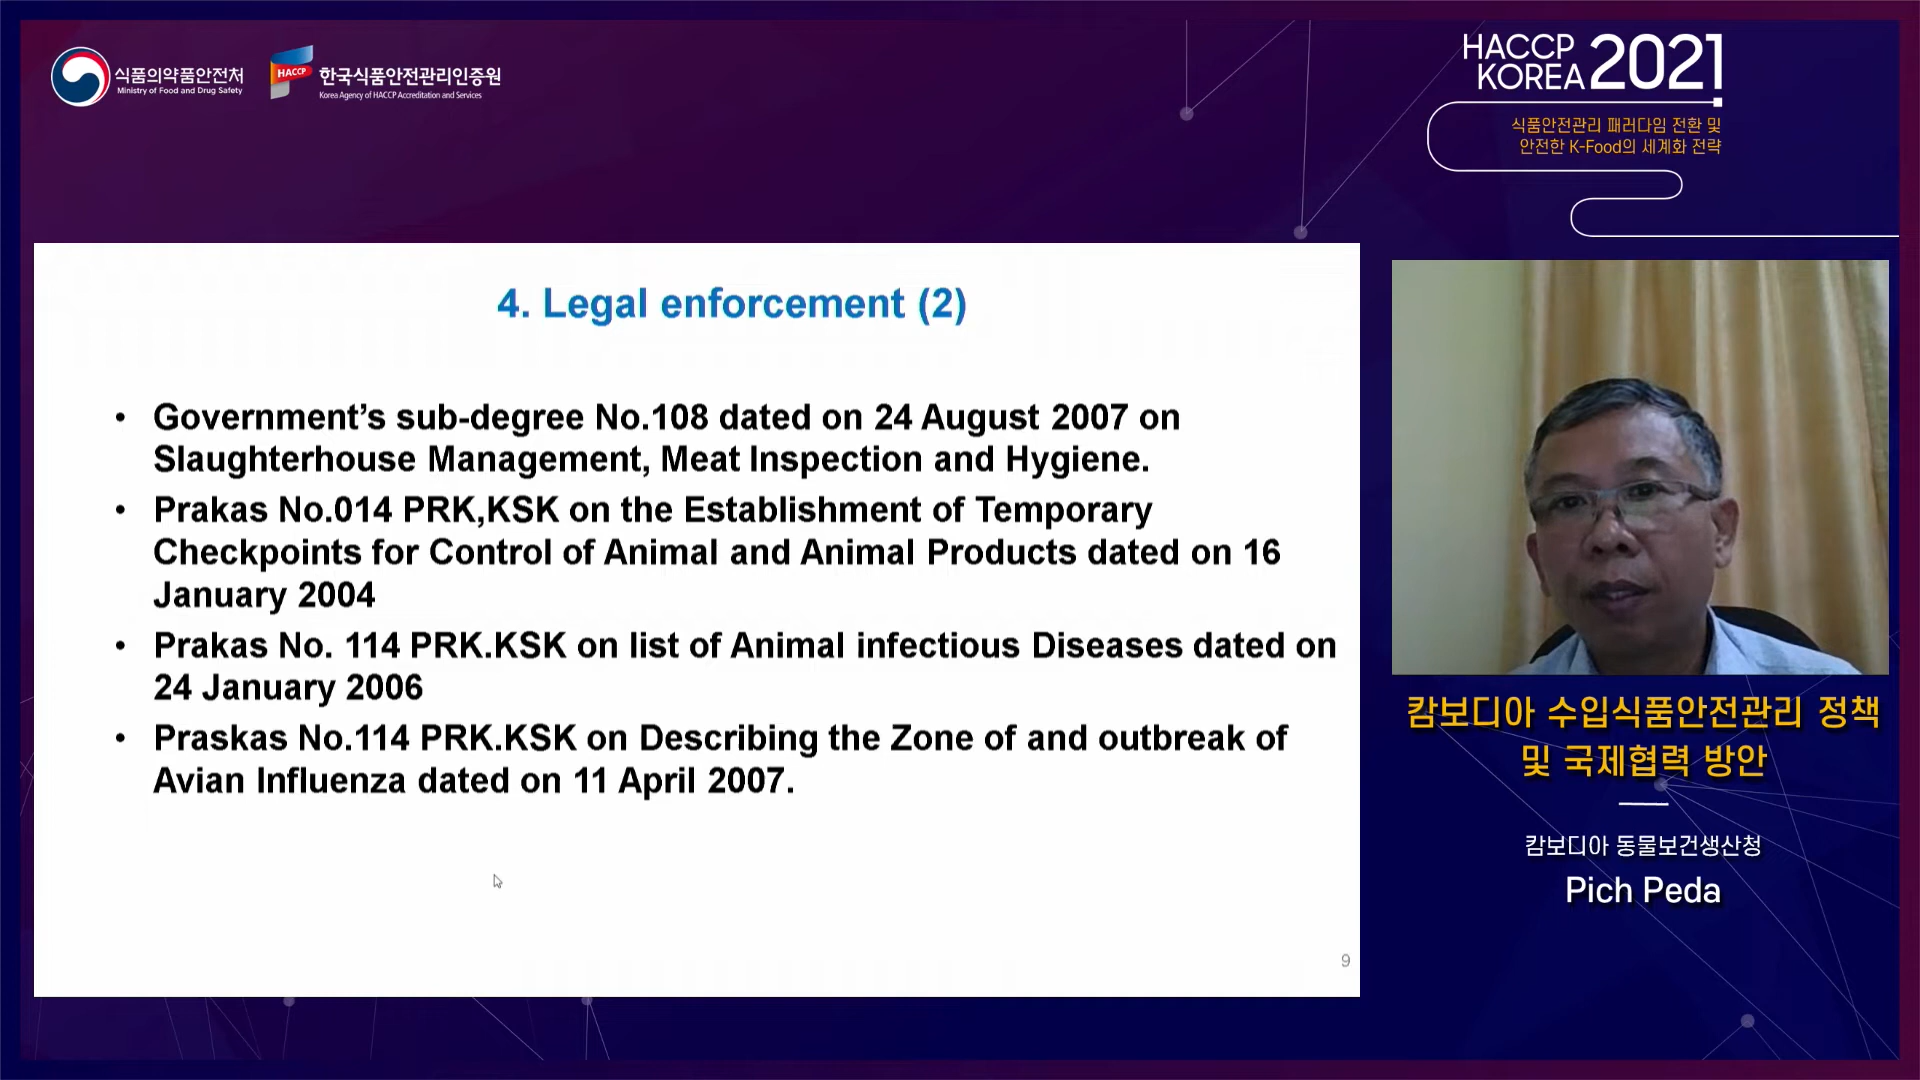 식품의약품안전처
Ministry of Food and Drug Safety
HACCP
한국식품안전관리인증원
Korea Agency of HACCP Accreditation and Services
HACCP
KOREA 2021
식품안전관리 패러다임 전환 및
안전한 K-Food의 세계화 전략
4. Legal enforcement (2)
• Government’s sub-degree No.108 dated on 24 August 2007 on
Slaughterhouse Management, Meat Inspection and Hygiene.
• Prakas No.014 PRK,KSK on the Establishment of Temporary
Checkpoints for Control of Animal and Animal Products dated on 16
January 2004
• Prakas No. 114 PRK.KSK on list of Animal infectious Diseases dated on
24 January 2006
• Praskas No.114 PRK.KSK on Describing the Zone of and outbreak of
Avian Influenza dated on 11 April 2007.
9
캄보디아 수입식품안전관리 정책
및 국제협력 방안
캄보디아 동물보건생산청
Pich Peda